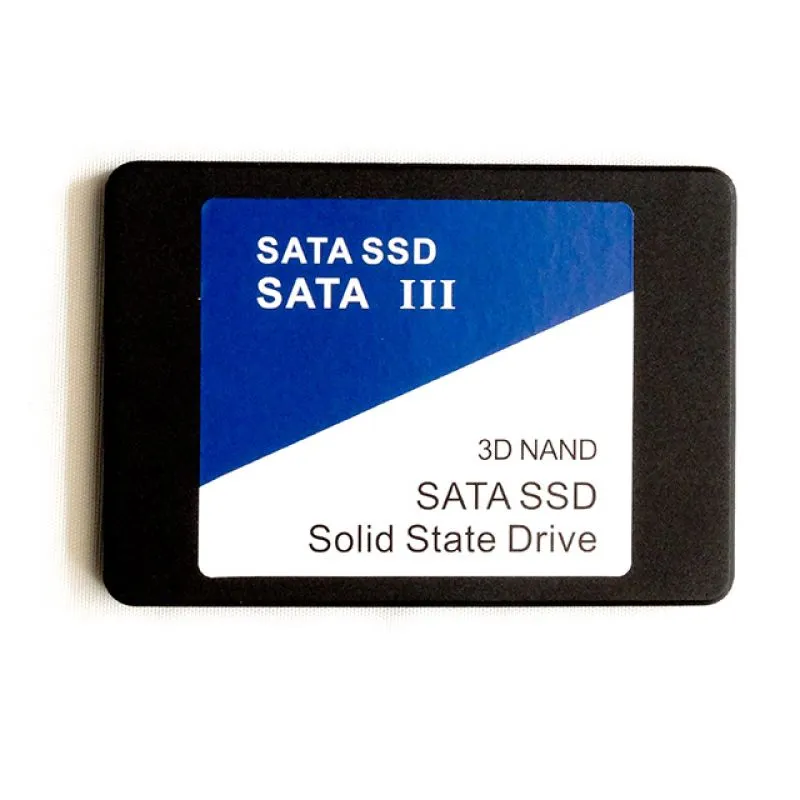 SATA SSD
SATA III
3D NAND
SATA SSD
Solid State Drive